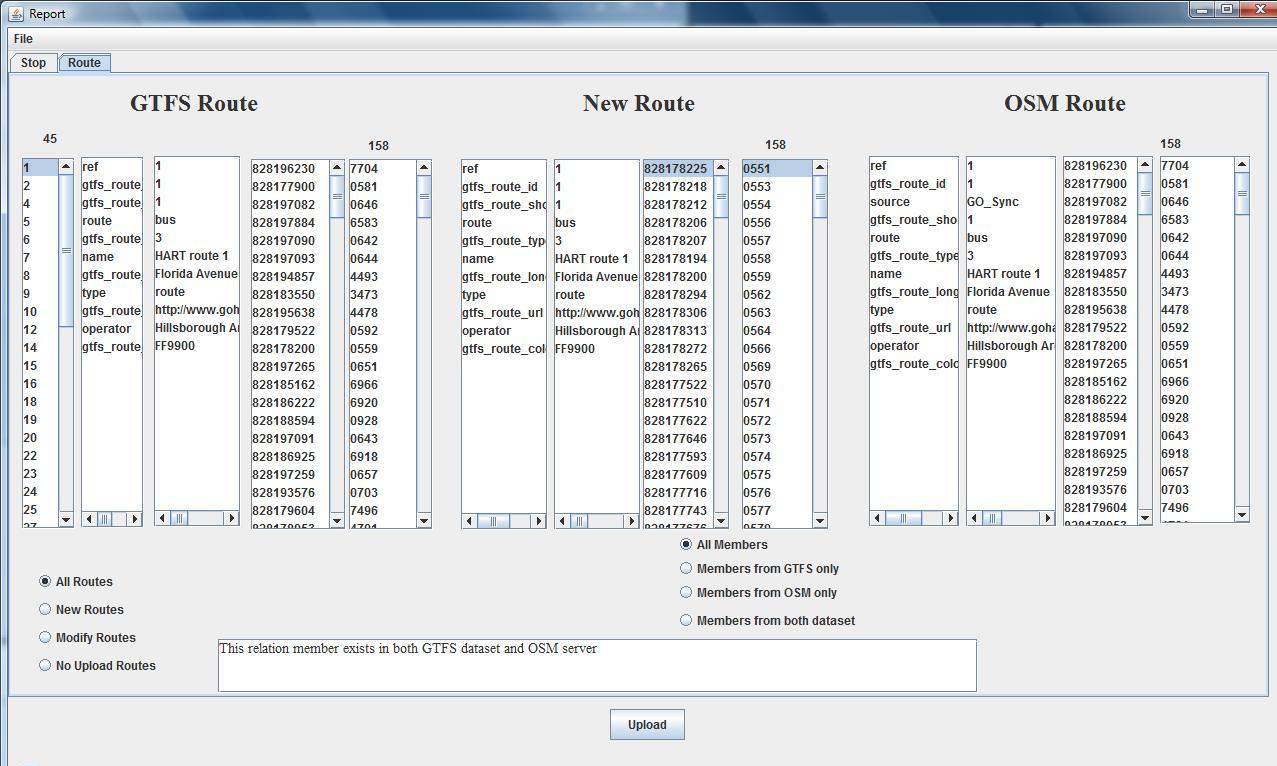 Report
File
Stop Route
GTFS Route
45
158
1
2
4
5
6
7
8
9
10
12
14
15
16
18
19
20
22
23
24
25
27
ref
gtfs_route_
gtfs_route_
route
gtfs_route_
name
gtfs_route_
type
gtfs_route_
operator
gtfs_route_
1
1
1
bus
3
HART route 1
Florida Avenue
route
http://www.goh
Hillsborough Ar
FF9900
828196230
828177900
828197082
828197884
828197090
828197093
828194857
828183550
828195638
828179522
828178200
828197265
828185162
828186222
828188594
828197091
828186925
828197259
828193576
828179604
828178053
7704
0581
0646
6583
0642
0644
4493
3473
4478
0592
0559
0651
6966
6920
0928
0643
6918
0657
0703
7496
4701
New Route
158
ref
gtfs_route_id
gtfs_route_sho
route
gtfs_route_type
name
gtfs_route_lon
type
gtfs_route_url
operator
gtfs_route_col
1
1
1
bus
3
HART route 1
Florida Avenue
route
http://www.goh
Hillsborough Ar
FF9900
828178225
828178218
828178212
828178206
828178207
828178194
828178200
828178294
828178306
828178313
828178272
828178265
828177522
828177510
828177622
828177646
828177593
828177609
828177716
828177743
828177676
0551
0553
0554
0556
0557
0558
0559
0562
0563
0564
0566
0569
0570
0571
0572
0573
0574
0575
0576
0577
0579
OSM Route
158
ref
gtfs_route_id
source
gtfs_route_sho
route
gtfs_route_type
name
gtfs_route_long
type
gtfs_route_url
operator
gtfs_route_colo
1
1
GO_Sync
1
bus
3
HART route 1
Florida Avenue
route
http://www.goha
Hillsborough Are
FF9900
828196230
828177900
828197082
828197884
828197090
828197093
828194857
828183550
828195638
828179522
828178200
828197265
828185162
828186222
828188594
828197091
828186925
828197259
828193576
828179604
828178053
7704
0581
0646
6583
0642
0644
4493
3473
4478
0592
0559
0651
6966
6920
0928
0643
6918
0657
0703
7496
4701
All Members
Members from GTFS only
Members from OSM only
Members from both dataset
All Routes
New Routes
Modify Routes
No Upload Routes
This relation member exists in both GTFS dataset and OSM server
Upload